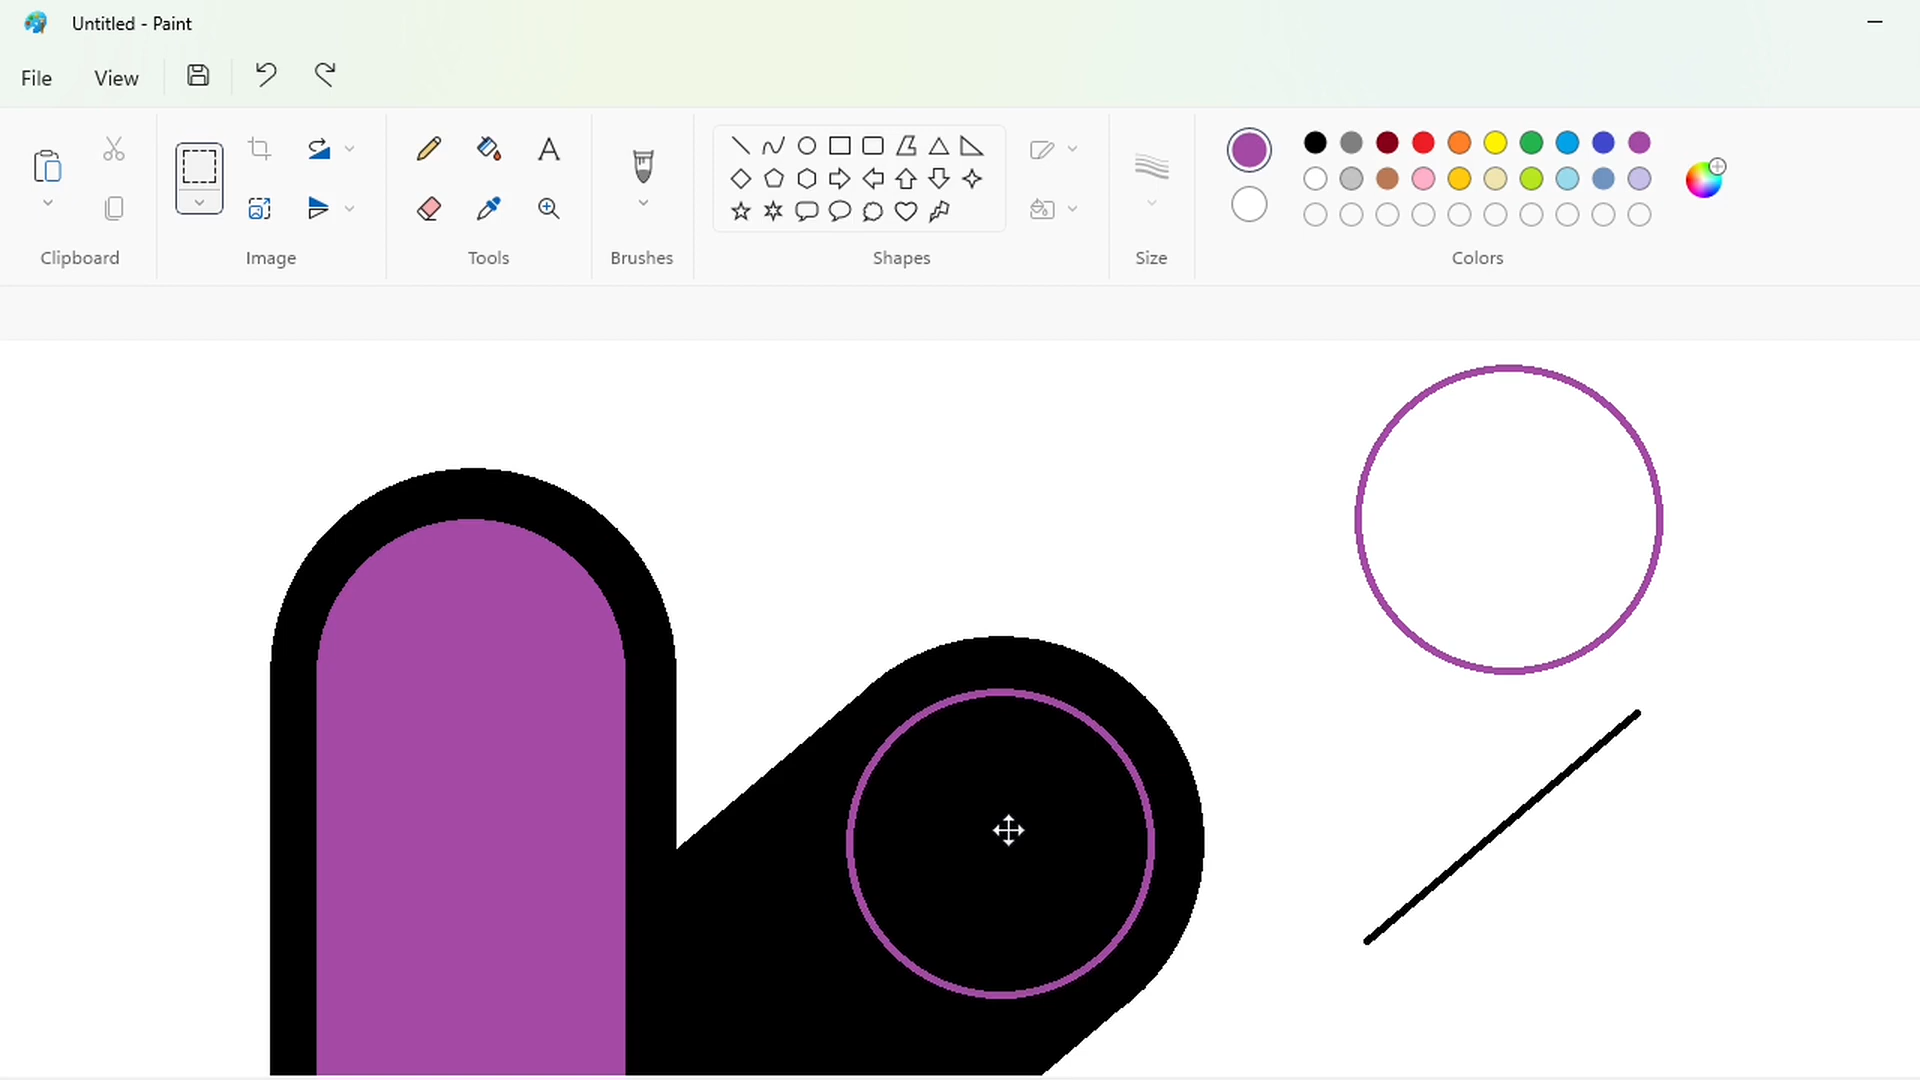 Untitled - Paint
File View
Clipboard Image Tools Brushes Shapes Size Colors